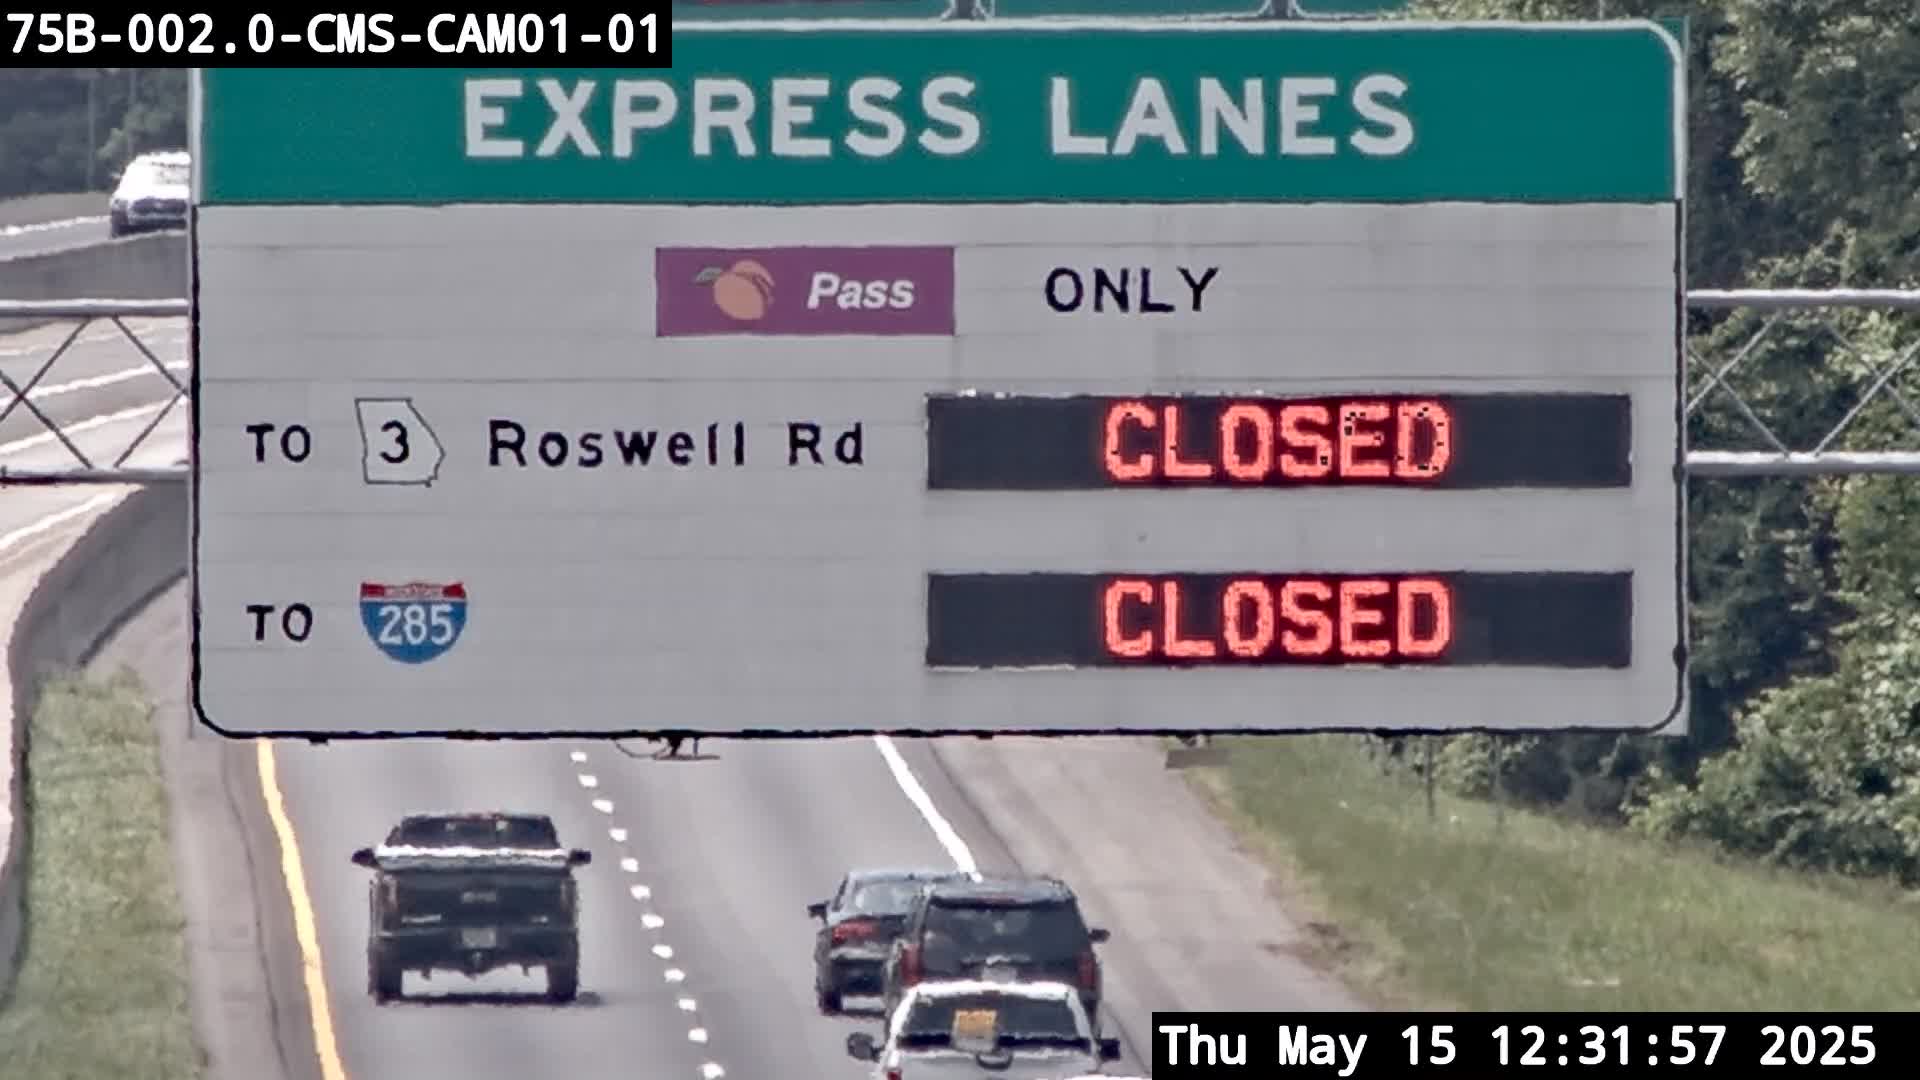 75B-002.0-CMS-CAM01-01
EXPRESS LANES
Pass ONLY
TO 3 Roswell Rd CLOSED
TO 285 CLOSED
Thu May 15 12:31:57 2025